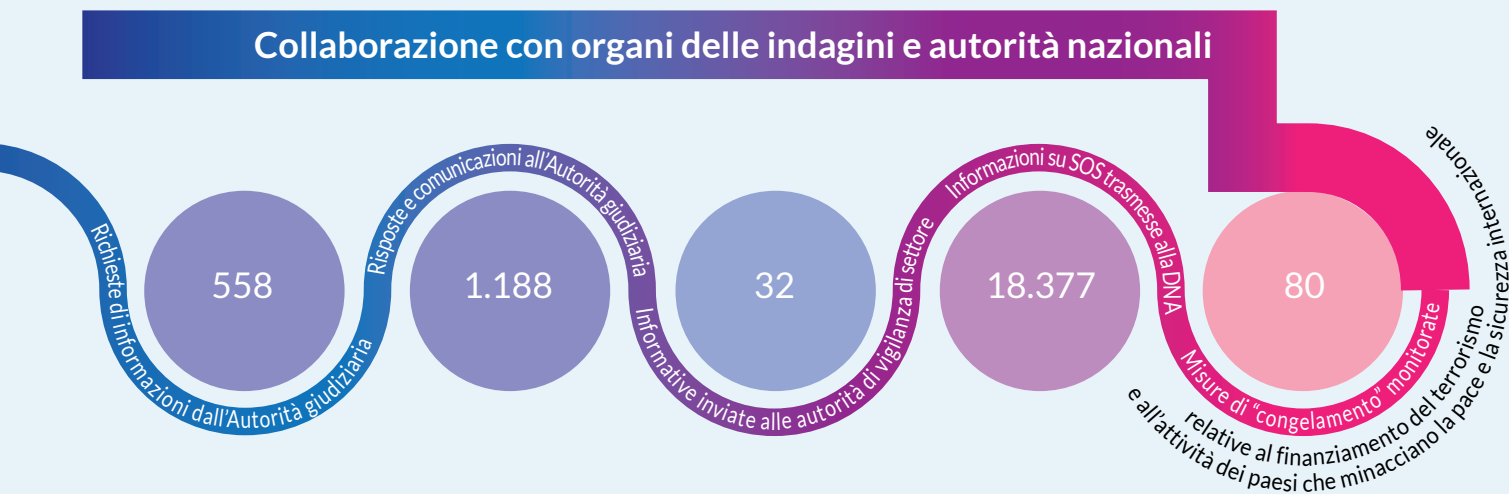 Collaborazione con organi delle indagini e autorità nazionali
Richieste di informazioni dall'Autorità giudiziaria
558
Risposte e comunicazioni all'Autorità giudiziaria
1.188
Informative inviate alle autorità di vigilanza di settore
32
Informazioni su SOS trasmesse alla DNA
18.377
Misure di "congelamento" monitorate
80
relative al finanziamento del terrorismo
e all'attività dei paesi che minacciano la pace e la sicurezza internazionale